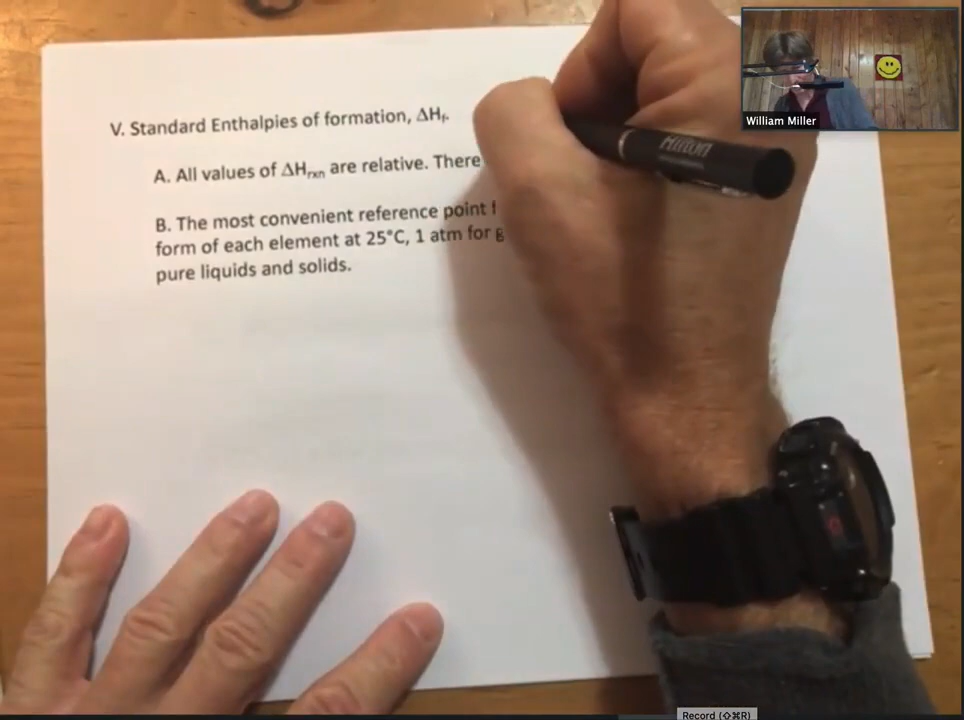 William Miller
V. Standard Enthalpies of formation, ΔHf.
A. All values of ΔHrxn are relative. There
B. The most convenient reference point f
form of each element at 25°C, 1 atm for g
pure liquids and solids.
Hilton
Record (⇧⌘R)